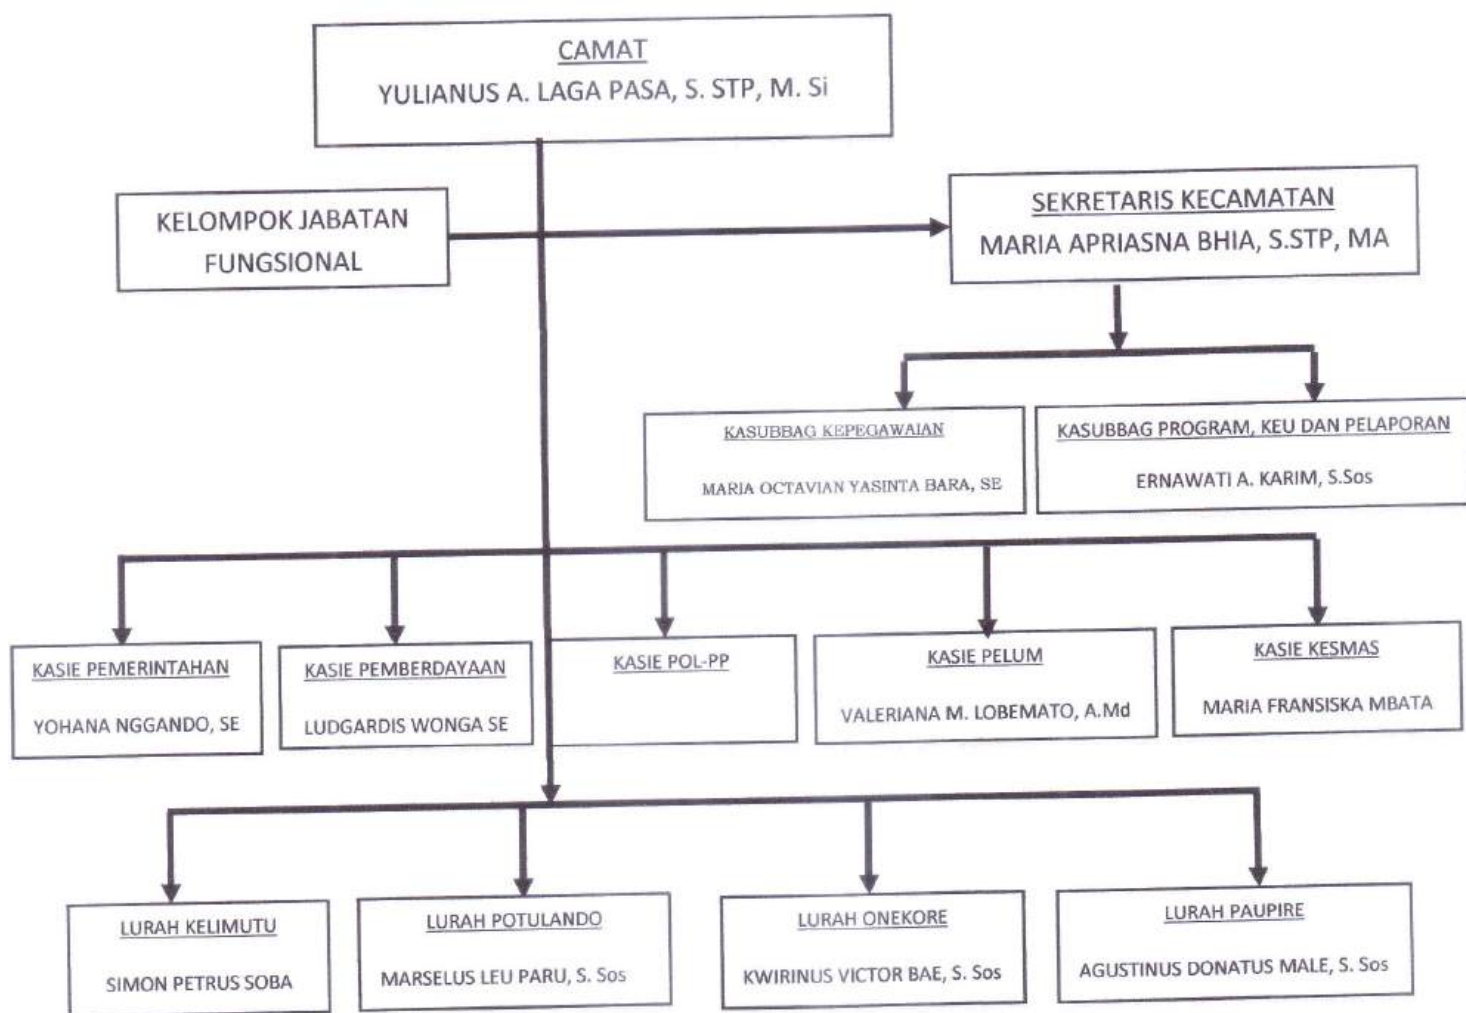 CAMAT
YULIANUS A. LAGA PASA, S. STP, M. Si
KELOMPOK JABATAN
FUNGSIONAL
SEKRETARIS KECAMATAN
MARIA APRIASNA BHIA, S.STP, MA
KASUBBAG KEPEGAWAIAN
MARIA OCTAVIAN YASINTA BARA, SE
KASUBBAG PROGRAM, KEU DAN PELAPORAN
ERNAWATI A. KARIM, S.Sos
KASIE PEMERINTAHAN
YOHANA NGGANDO, SE
KASIE PEMBERDAYAAN
LUDGARDIS WONGA SE
KASIE POL-PP
KASIE PELUM
VALERIANA M. LOBEMATO, A.Md
KASIE KESMAS
MARIA FRANSISKA MBATA
LURAH KELIMUTU
SIMON PETRUS SOBA
LURAH POTULANDO
MARSELUS LEU PARU, S. Sos
LURAH ONEKORE
KWIRINUS VICTOR BAE, S. Sos
LURAH PAUPIRE
AGUSTINUS DONATUS MALE, S. Sos